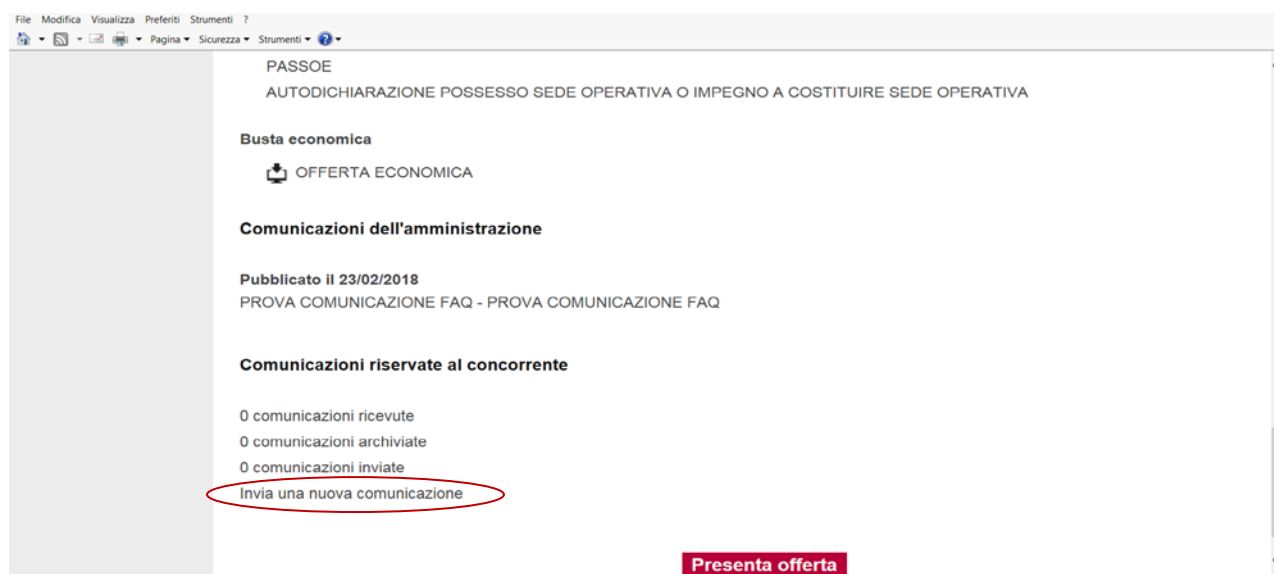 File Modifica Visualizza Preferiti Strumenti ?
Pagina Sicurezza Strumenti ?
PASSOE
AUTODICHIARAZIONE POSSESSO SEDE OPERATIVA O IMPEGNO A COSTITUIRE SEDE OPERATIVA
Busta economica
OFFERTA ECONOMICA
Comunicazioni dell'amministrazione
Pubblicato il 23/02/2018
PROVA COMUNICAZIONE FAQ - PROVA COMUNICAZIONE FAQ
Comunicazioni riservate al concorrente
0 comunicazioni ricevute
0 comunicazioni archiviate
0 comunicazioni inviate
Invia una nuova comunicazione
Presenta offerta